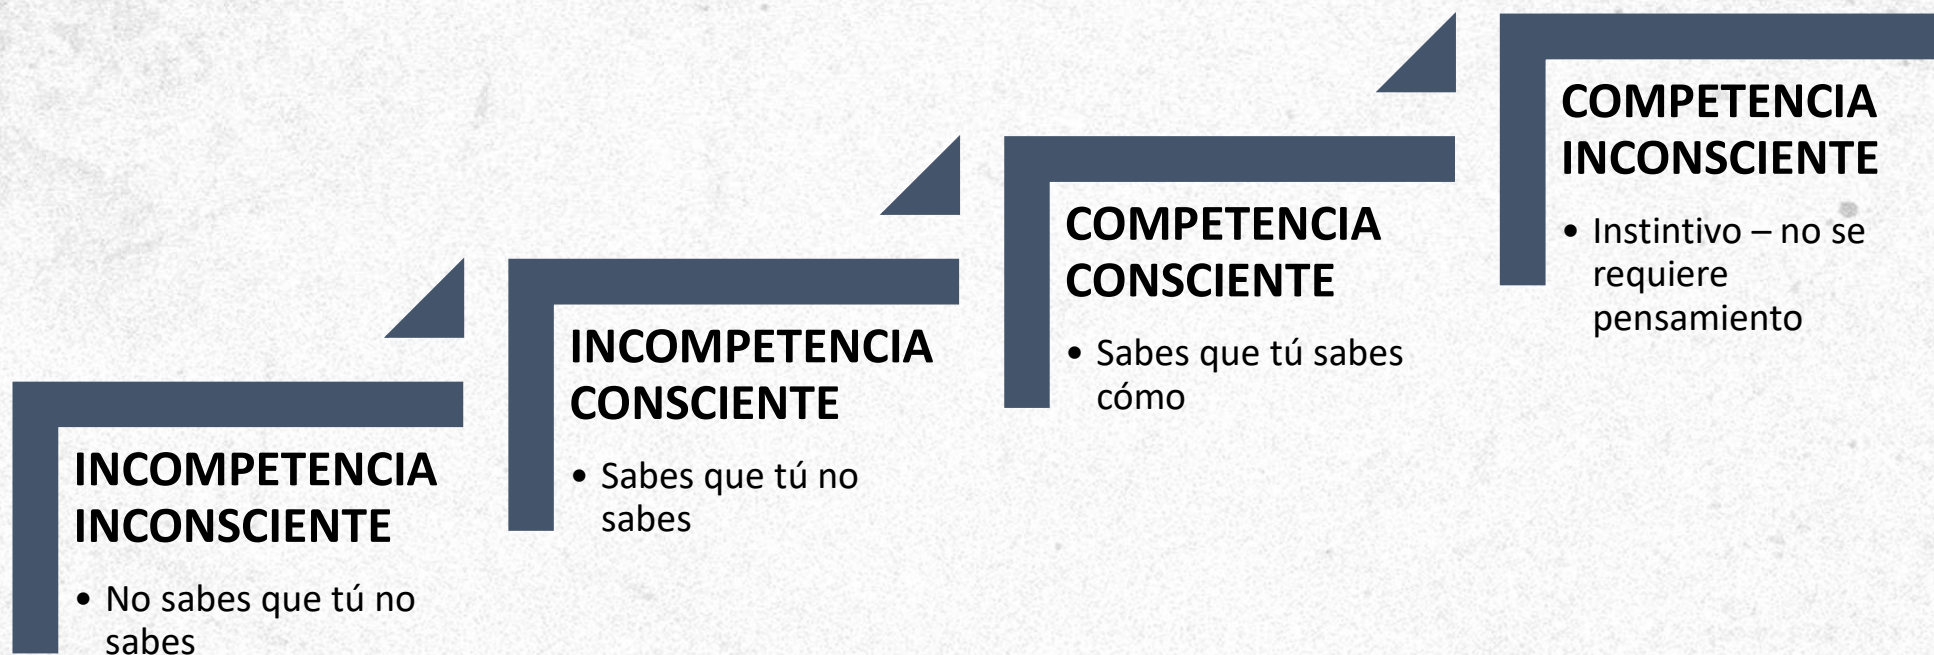 INCOMPETENCIA
INCONSCIENTE
• No sabes que tú no
sabes
INCOMPETENCIA
CONSCIENTE
• Sabes que tú no
sabes
COMPETENCIA
CONSCIENTE
• Sabes que tú sabes
cómo
COMPETENCIA
INCONSCIENTE
• Instintivo – no se
requiere
pensamiento